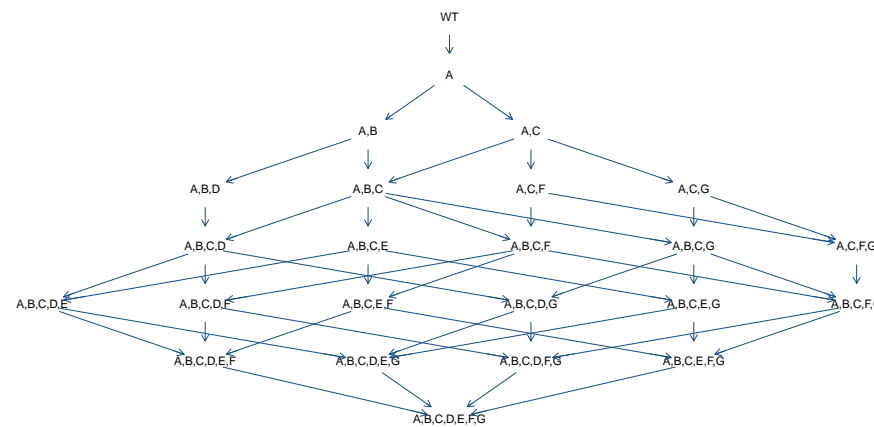 WT
A
A,B A,C
A,B,D A,B,C A,C,F A,C,G
A,B,C,D A,B,C,E A,B,C,F A,B,C,G A,C,F,G
A,B,C,D,E A,B,C,D,F A,B,C,E,F A,B,C,D,G A,B,C,E,G A,B,C,F,
A,B,C,D,E,F A,B,C,D,E,G A,B,C,D,F,G A,B,C,E,F,G
A,B,C,D,E,F,G